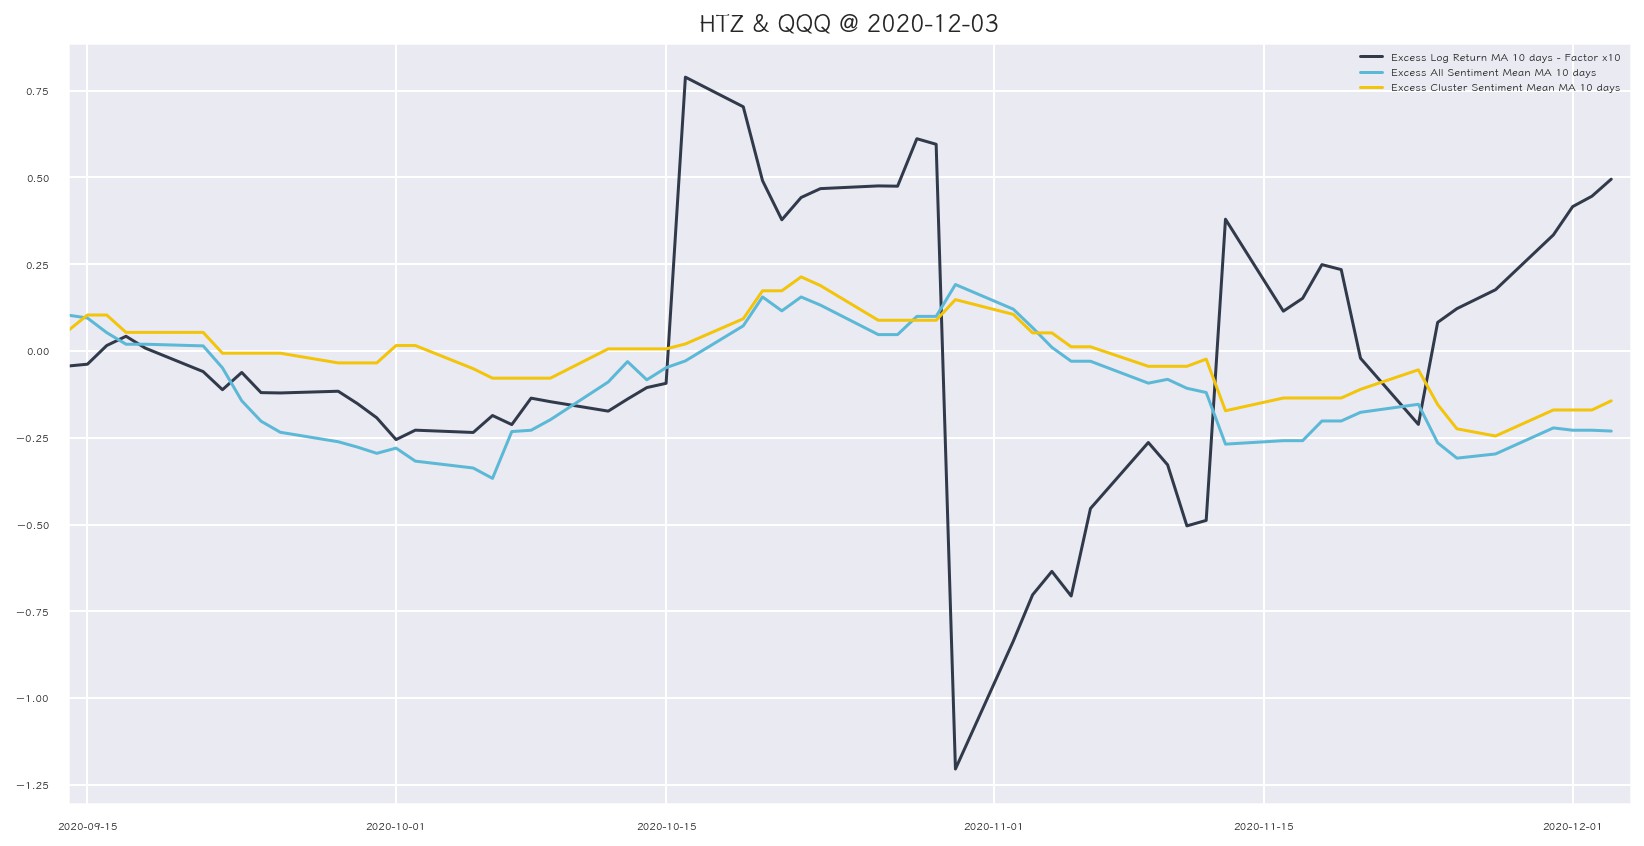 HTZ & QQQ @ 2020-12-03
Excess Log Return MA 10 days - Factor x10
Excess All Sentiment Mean MA 10 days
Excess Cluster Sentiment Mean MA 10 days
0.75
0.50
0.25
0.00
−0.25
−0.50
−0.75
−1.00
−1.25
2020-09-15 2020-10-01 2020-10-15 2020-11-01 2020-11-15 2020-12-01